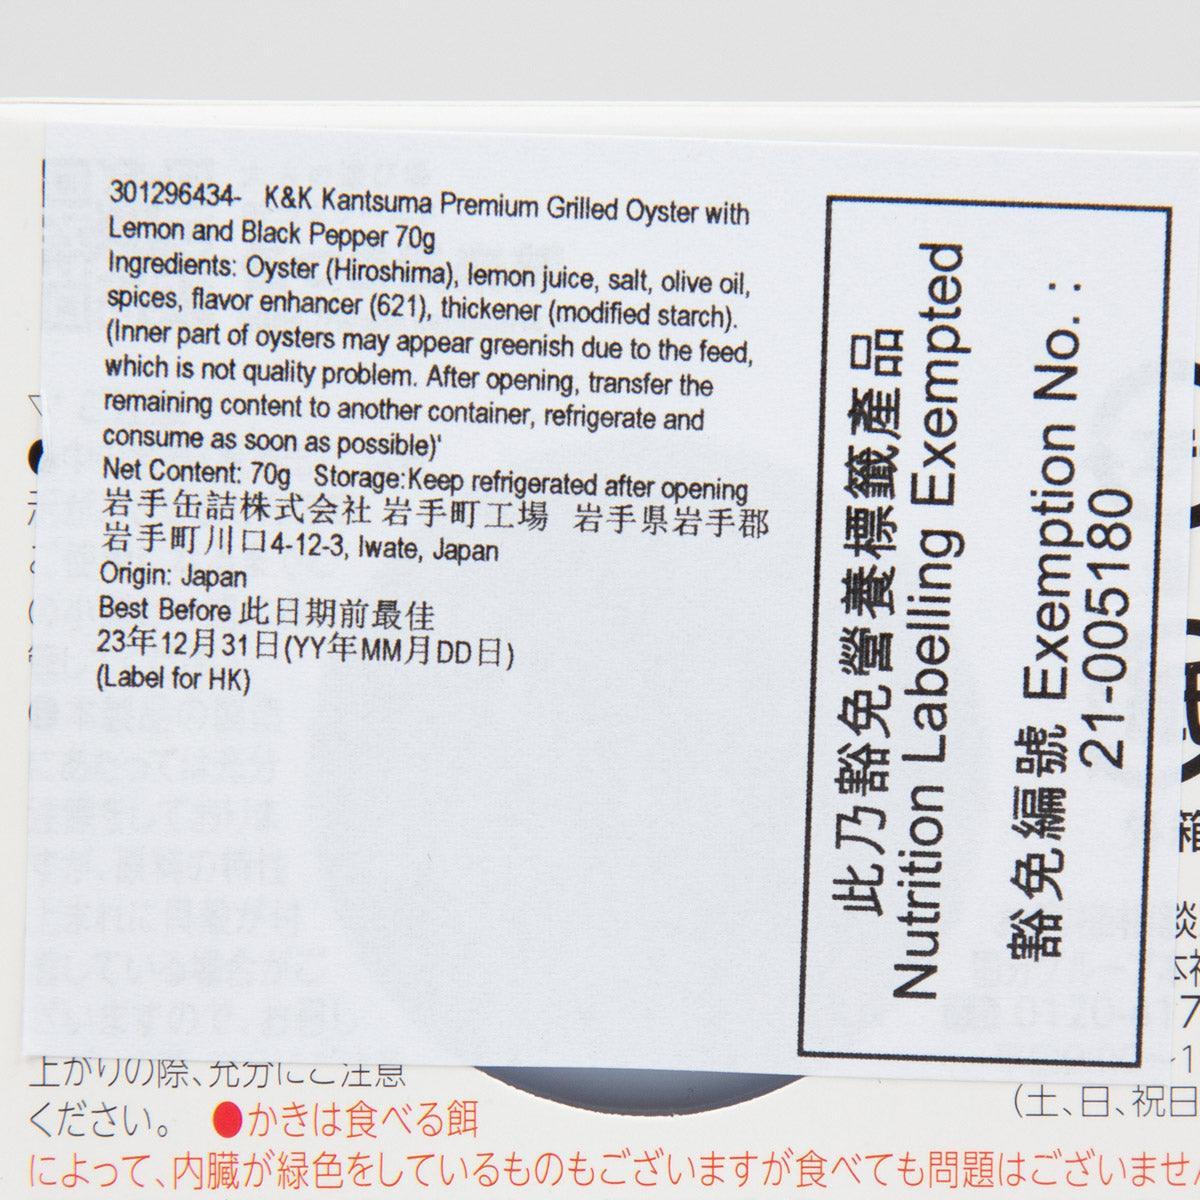 301296434- K&K Kantsuma Premium Grilled Oyster with
Lemon and Black Pepper 70g
Ingredients: Oyster (Hiroshima), lemon juice, salt, olive oil,
spices, flavor enhancer (621), thickener (modified starch).
(Inner part of oysters may appear greenish due to the feed,
which is not quality problem. After opening, transfer the
remaining content to another container, refrigerate and
consume as soon as possible)'
Net Content: 70g Storage:Keep refrigerated after opening
岩手缶詰株式会社 岩手町工場 岩手県岩手郡
岩手町川口4-12-3, Iwate, Japan
Origin: Japan
Best Before 此日期前最佳
23年12月31日(YY年MM月DD日)
(Label for HK)
此乃豁免營養標籤產品
Nutrition Labelling Exempted
豁免編號 Exemption No. :
21-005180
上がりの際、充分にご注意
ください。 ●かきは食べる餌
によって、内臓が緑色をしているものもございますが食べても問題はございませ
(土、日、祝日